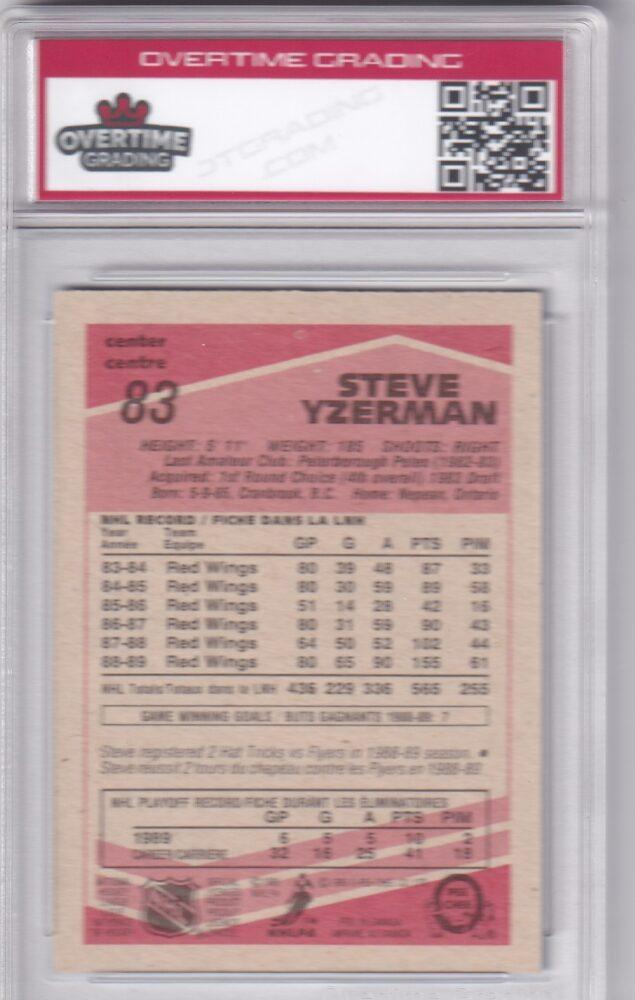 OVERTIME GRADING
OVERTIME
GRADING
OTGRADING
.COM
center
centre
83
STEVE
YZERMAN
HEIGHT: 5' 11" WEIGHT: 185 SHOOTS: RIGHT
Last Amateur Club: Peterborough Petes (1982-83)
Acquired: 1st Round Choice (4th overall) 1983 Draft
Born: 5-9-65, Cranbrook, B.C. Home: Nepean, Ontario
NHL RECORD / FICHE DANS LA LNH
Year Team
Année Equipe GP G A PTS PIM
83-84 Red Wings 80 39 48 87 33
84-85 Red Wings 80 30 59 89 58
85-86 Red Wings 51 14 28 42 16
86-87 Red Wings 80 31 59 90 43
87-88 Red Wings 64 50 52 102 44
88-89 Red Wings 80 65 90 155 61
NHL Totals/Totaux dans la LNH 436 229 336 565 255
GAME WINNING GOALS / BUTS GAGNANTS 1988-89: 7
Steve registered 2 Hat Tricks vs Flyers in 1988-89 season. *
Steve réussit 2 tours du chapeau contre les Flyers en 1988-89.
NHL PLAYOFF RECORD/FICHE DURANT LES ÉLIMINATOIRES
GP G A PTS PIM
1989 6 5 5 10 2
CAREER/CARRIÈRE 32 16 25 41 18
NHLPA